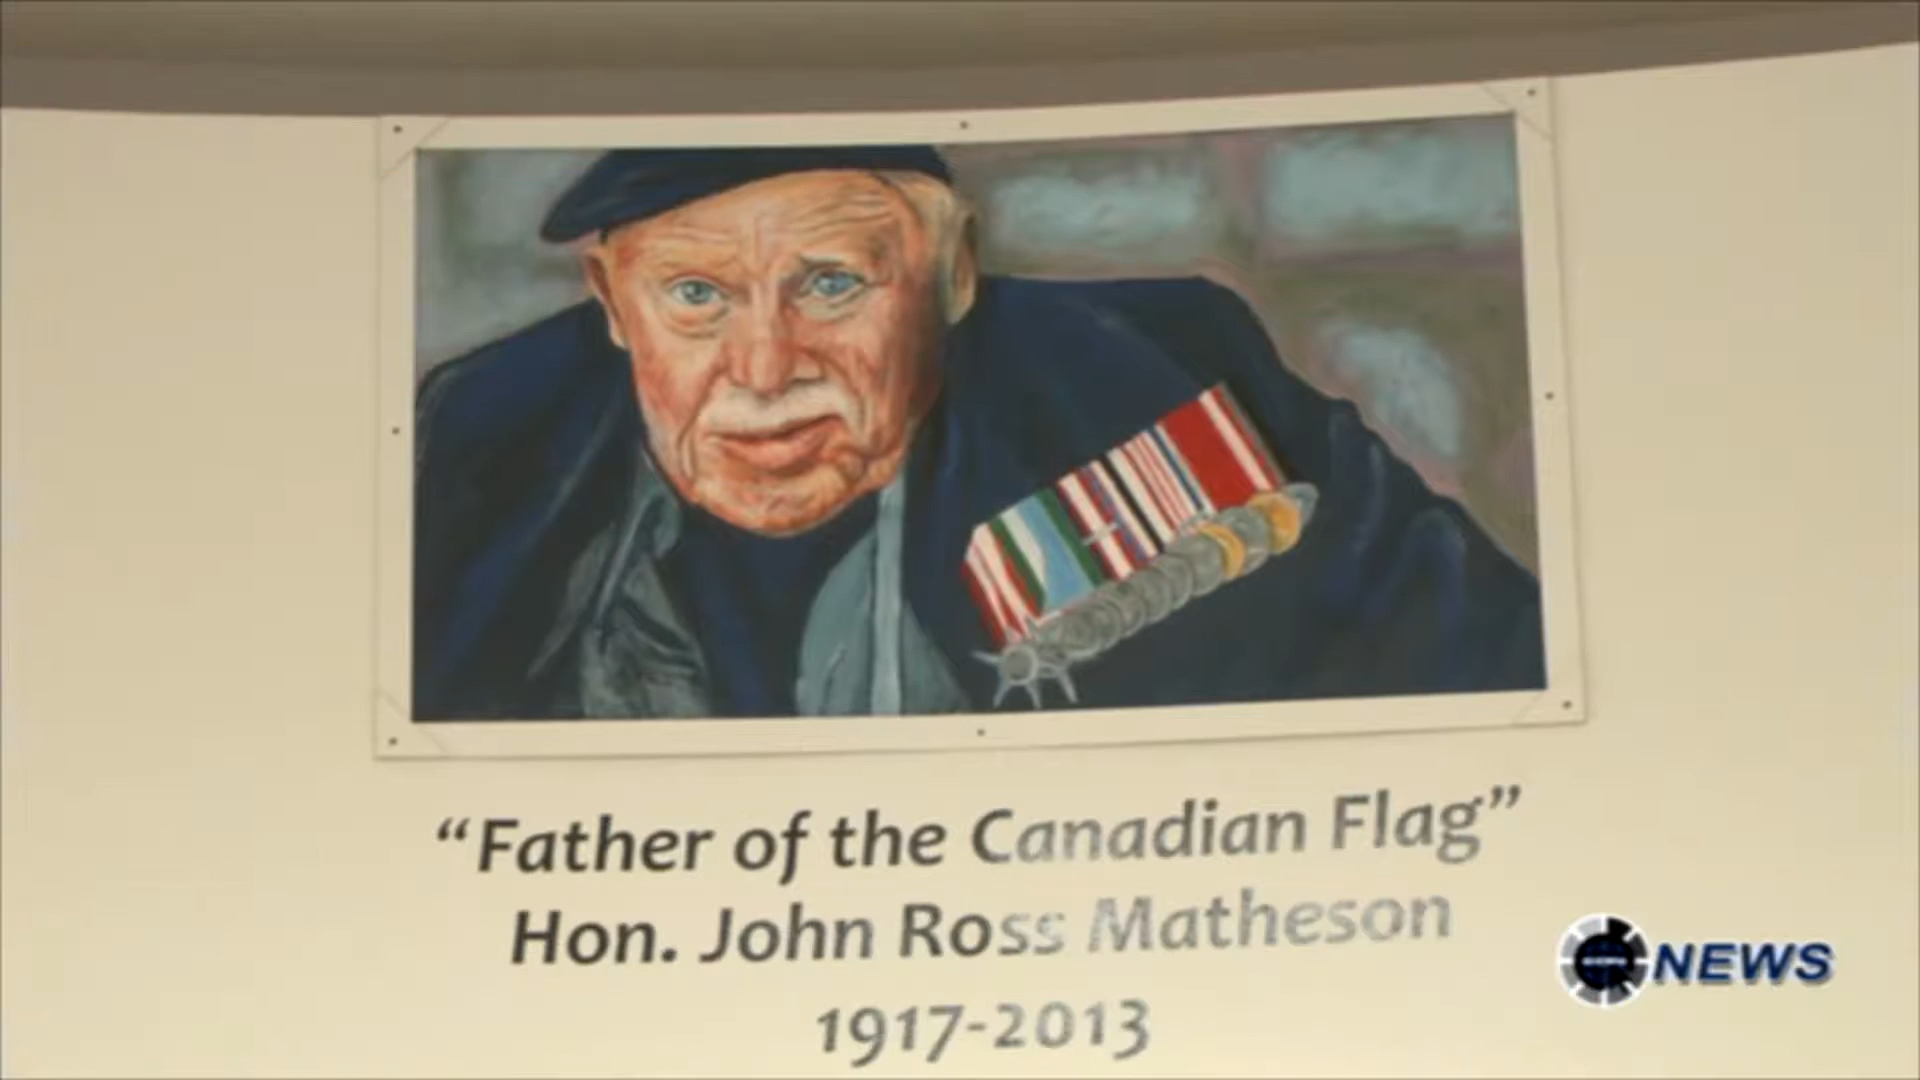 “Father of the Canadian Flag”
Hon. John Ross Matheson
1917-2013
NEWS